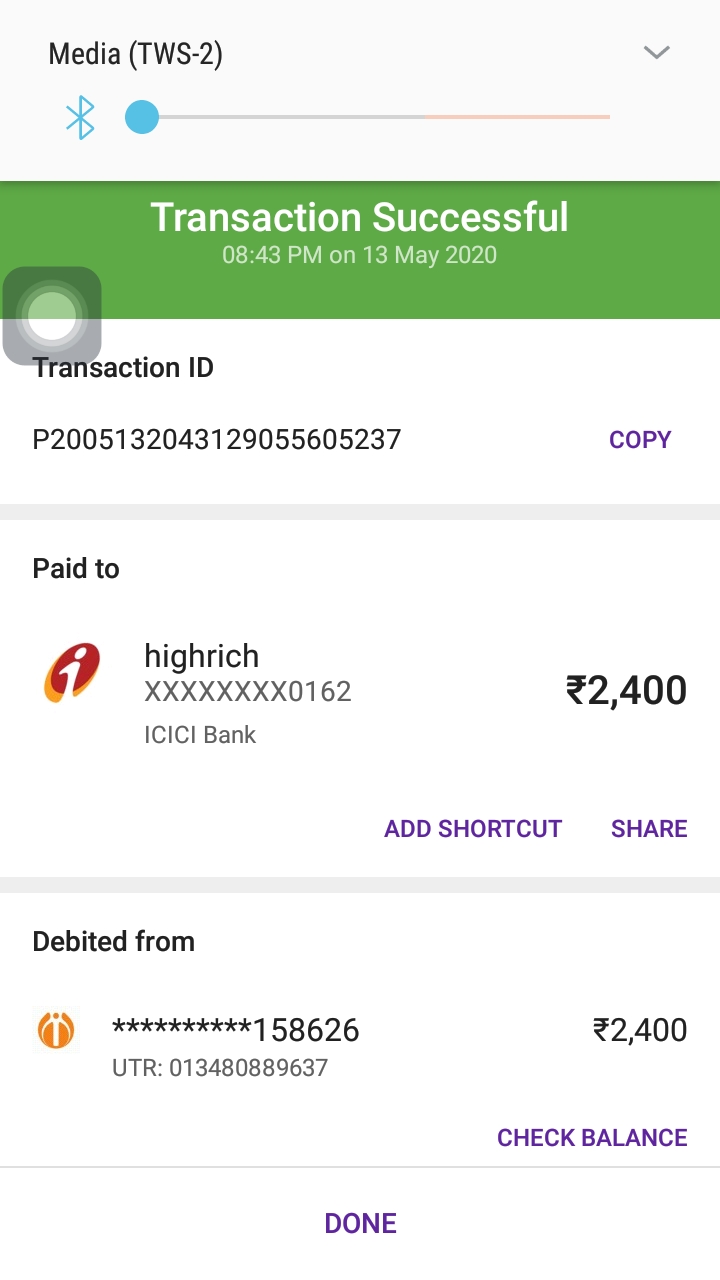 Media (TWS-2)
Transaction Successful
08:43 PM on 13 May 2020
Transaction ID
P2005132043129055605237
COPY
Paid to
highrich
XXXXXXXX0162
₹2,400
ICICI Bank
ADD SHORTCUT
SHARE
Debited from
**********158626
₹2,400
UTR: 013480889637
CHECK BALANCE
DONE